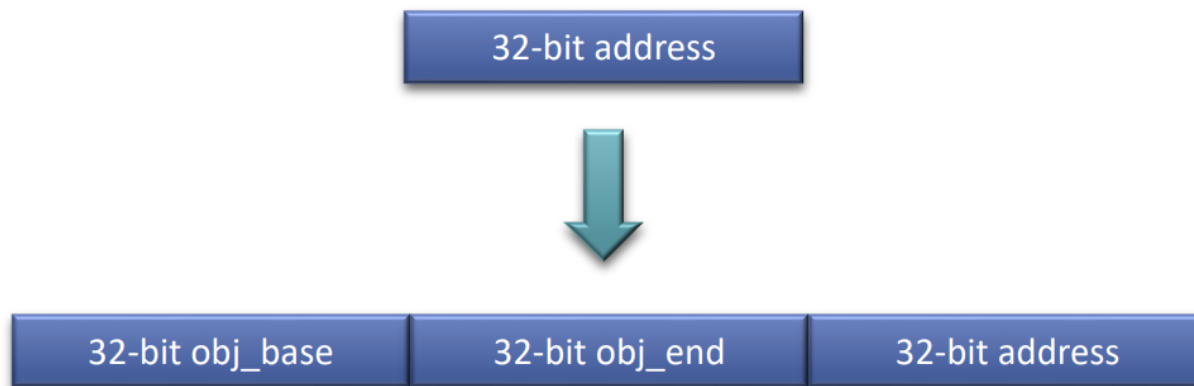 32-bit address
32-bit obj_base 32-bit obj_end 32-bit address